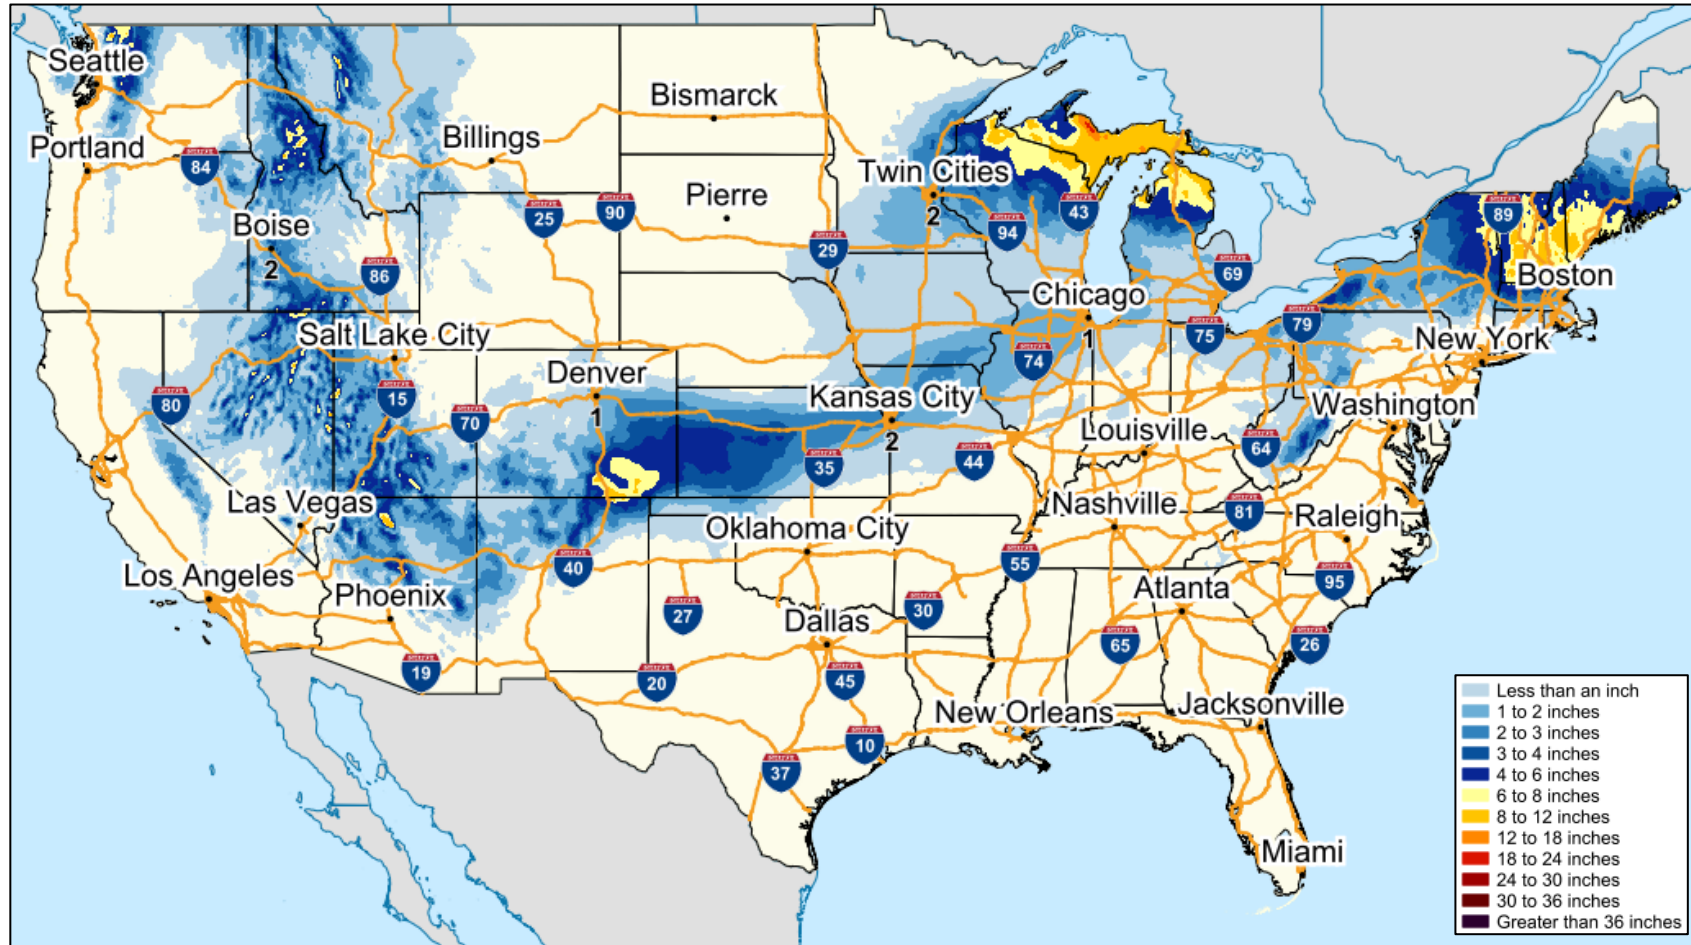 Seattle
Bismarck
Billings
Portland
84
Twin Cities
Pierre
2
25
90
43
89
Boise
94
2
29
86
69
Boston
Chicago
Salt Lake City
79
1
75
New York
74
Denver
15
80
Kansas City
1
Washington
70
Louisville
2
64
35
44
Las Vegas
Nashville
81
Raleigh
Oklahoma City
40
55
Los Angeles
Phoenix
95
Atlanta
27
30
Dallas
65
26
19
20
45
New Orleans
Jacksonville
10
37
Miami
Less than an inch
1 to 2 inches
2 to 3 inches
3 to 4 inches
4 to 6 inches
6 to 8 inches
8 to 12 inches
12 to 18 inches
18 to 24 inches
24 to 30 inches
30 to 36 inches
Greater than 36 inches